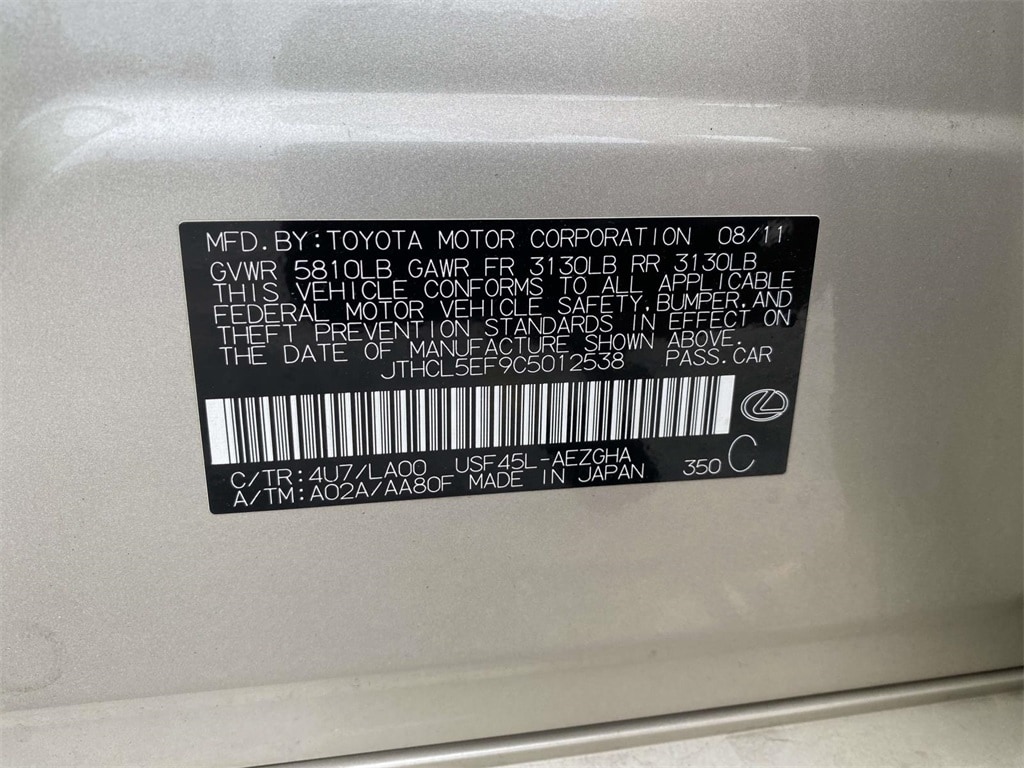 MFD.BY:TOYOTA MOTOR CORPORATION 08/11
GVWR 5810LB GAWR FR 3130LB RR 3130LB
THIS VEHICLE CONFORMS TO ALL APPLICABLE
FEDERAL MOTOR VEHICLE SAFETY,BUMPER,AND
THEFT PREVENTION STANDARDS IN EFFECT ON
THE DATE OF MANUFACTURE SHOWN ABOVE.
JTHCL5EF9C5012538 PASS.CAR
C/TR:4U7/LA00 USF45L-AEZGHA 350 C
A/TM:A02A/AA80F MADE IN JAPAN